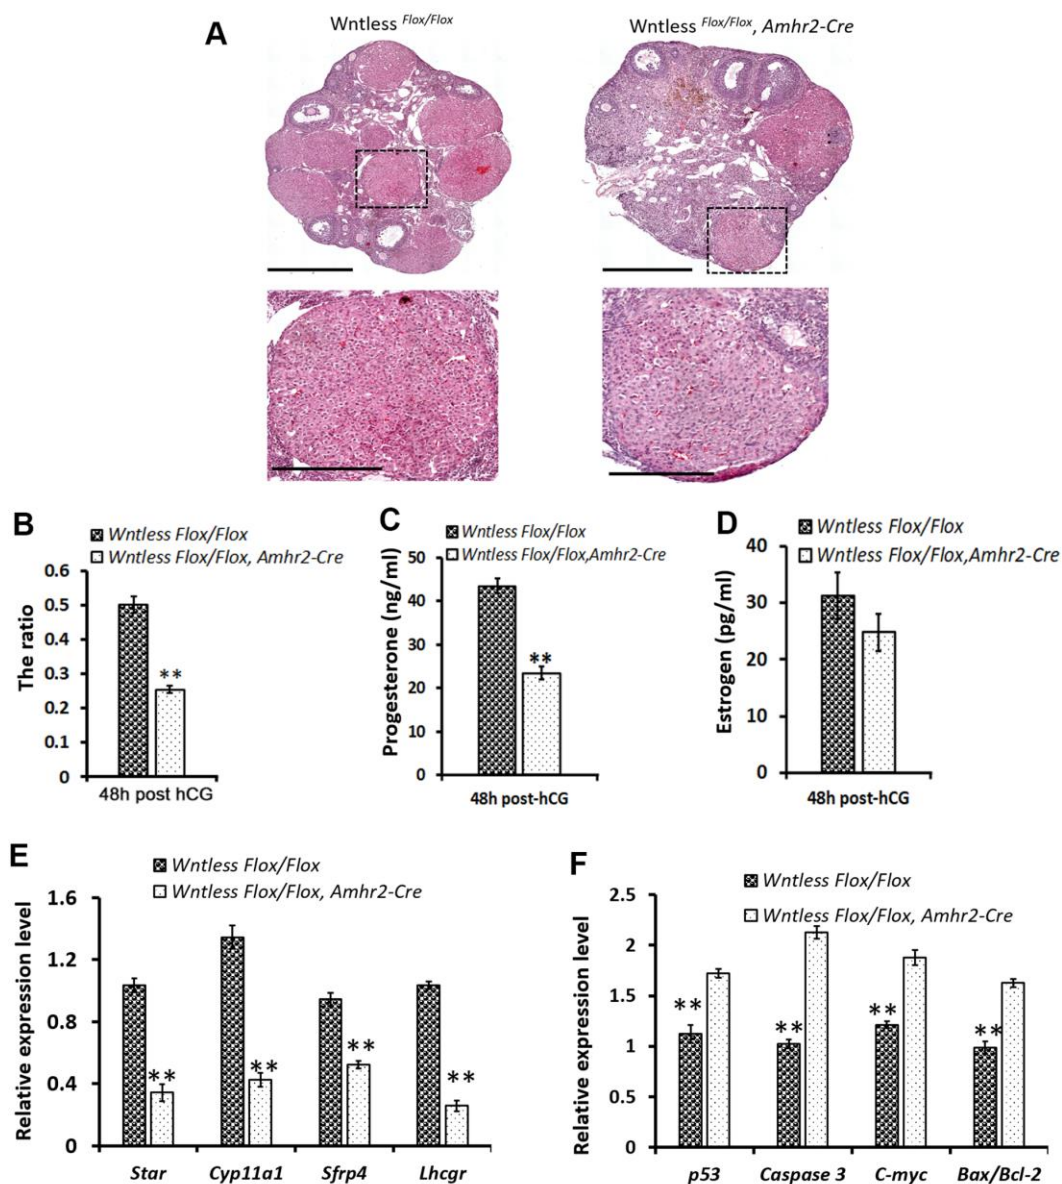 A
Wntless Flox/Flox
Wntless Flox/Flox, Amhr2-Cre
B
Wntless Flox/Flox
Wntless Flox/Flox, Amhr2-Cre
The ratio
0.6
0.5
0.4
0.3
0.2
0.1
0
**
48h post hCG
C
Wntless Flox/Flox
Wntless Flox/Flox,Amhr2-Cre
Progesterone (ng/ml)
50
40
30
20
10
0
**
48h post-hCG
D
Wntless Flox/Flox
Wntless Flox/Flox,Amhr2-Cre
Estrogen (pg/ml)
40
30
20
10
0
48h post-hCG
E
Wntless Flox/Flox
Wntless Flox/Flox, Amhr2-Cre
Relative expression level
1.6
1.2
0.8
0.4
0
**
**
**
**
Star Cyp11a1 Sfrp4 Lhcgr
F
Wntless Flox/Flox
Wntless Flox/Flox, Amhr2-Cre
Relative expression level
2.5
2
1.5
1
0.5
0
**
**
**
**
p53 Caspase 3 C-myc Bax/Bcl-2